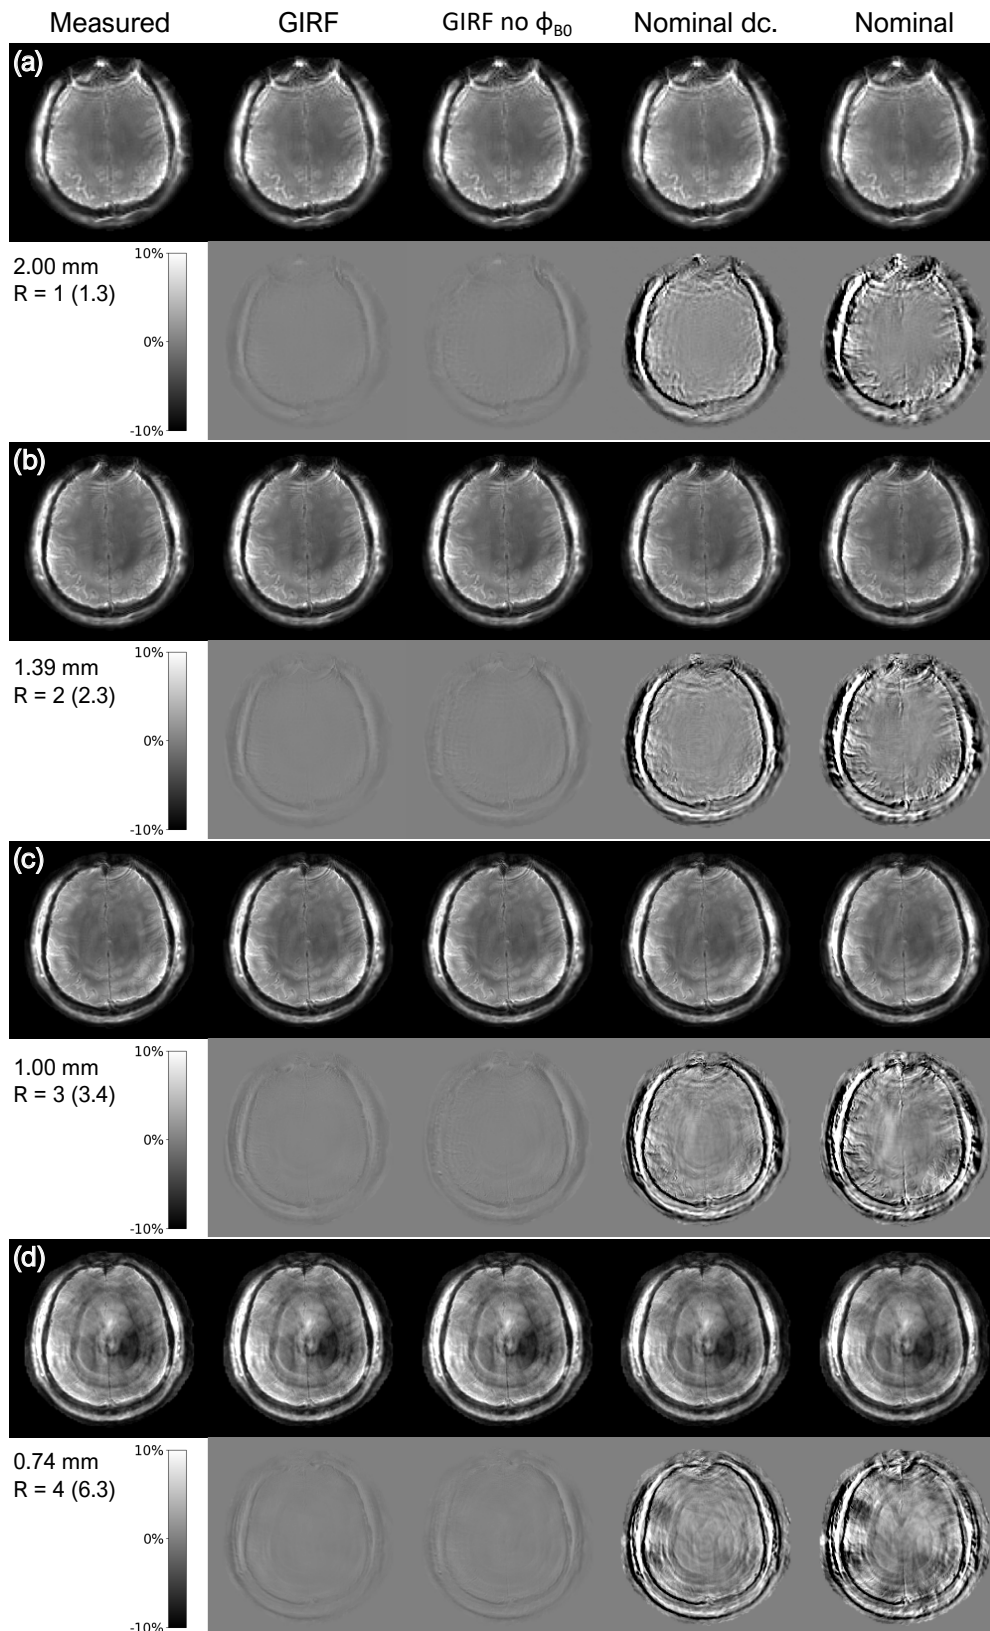 Measured GIRF GIRF no ϕB0 Nominal dc. Nominal
(a)
2.00 mm
R = 1 (1.3)
10%
0%
-10%
(b)
1.39 mm
R = 2 (2.3)
10%
0%
-10%
(c)
1.00 mm
R = 3 (3.4)
10%
0%
-10%
(d)
0.74 mm
R = 4 (6.3)
10%
0%
-10%